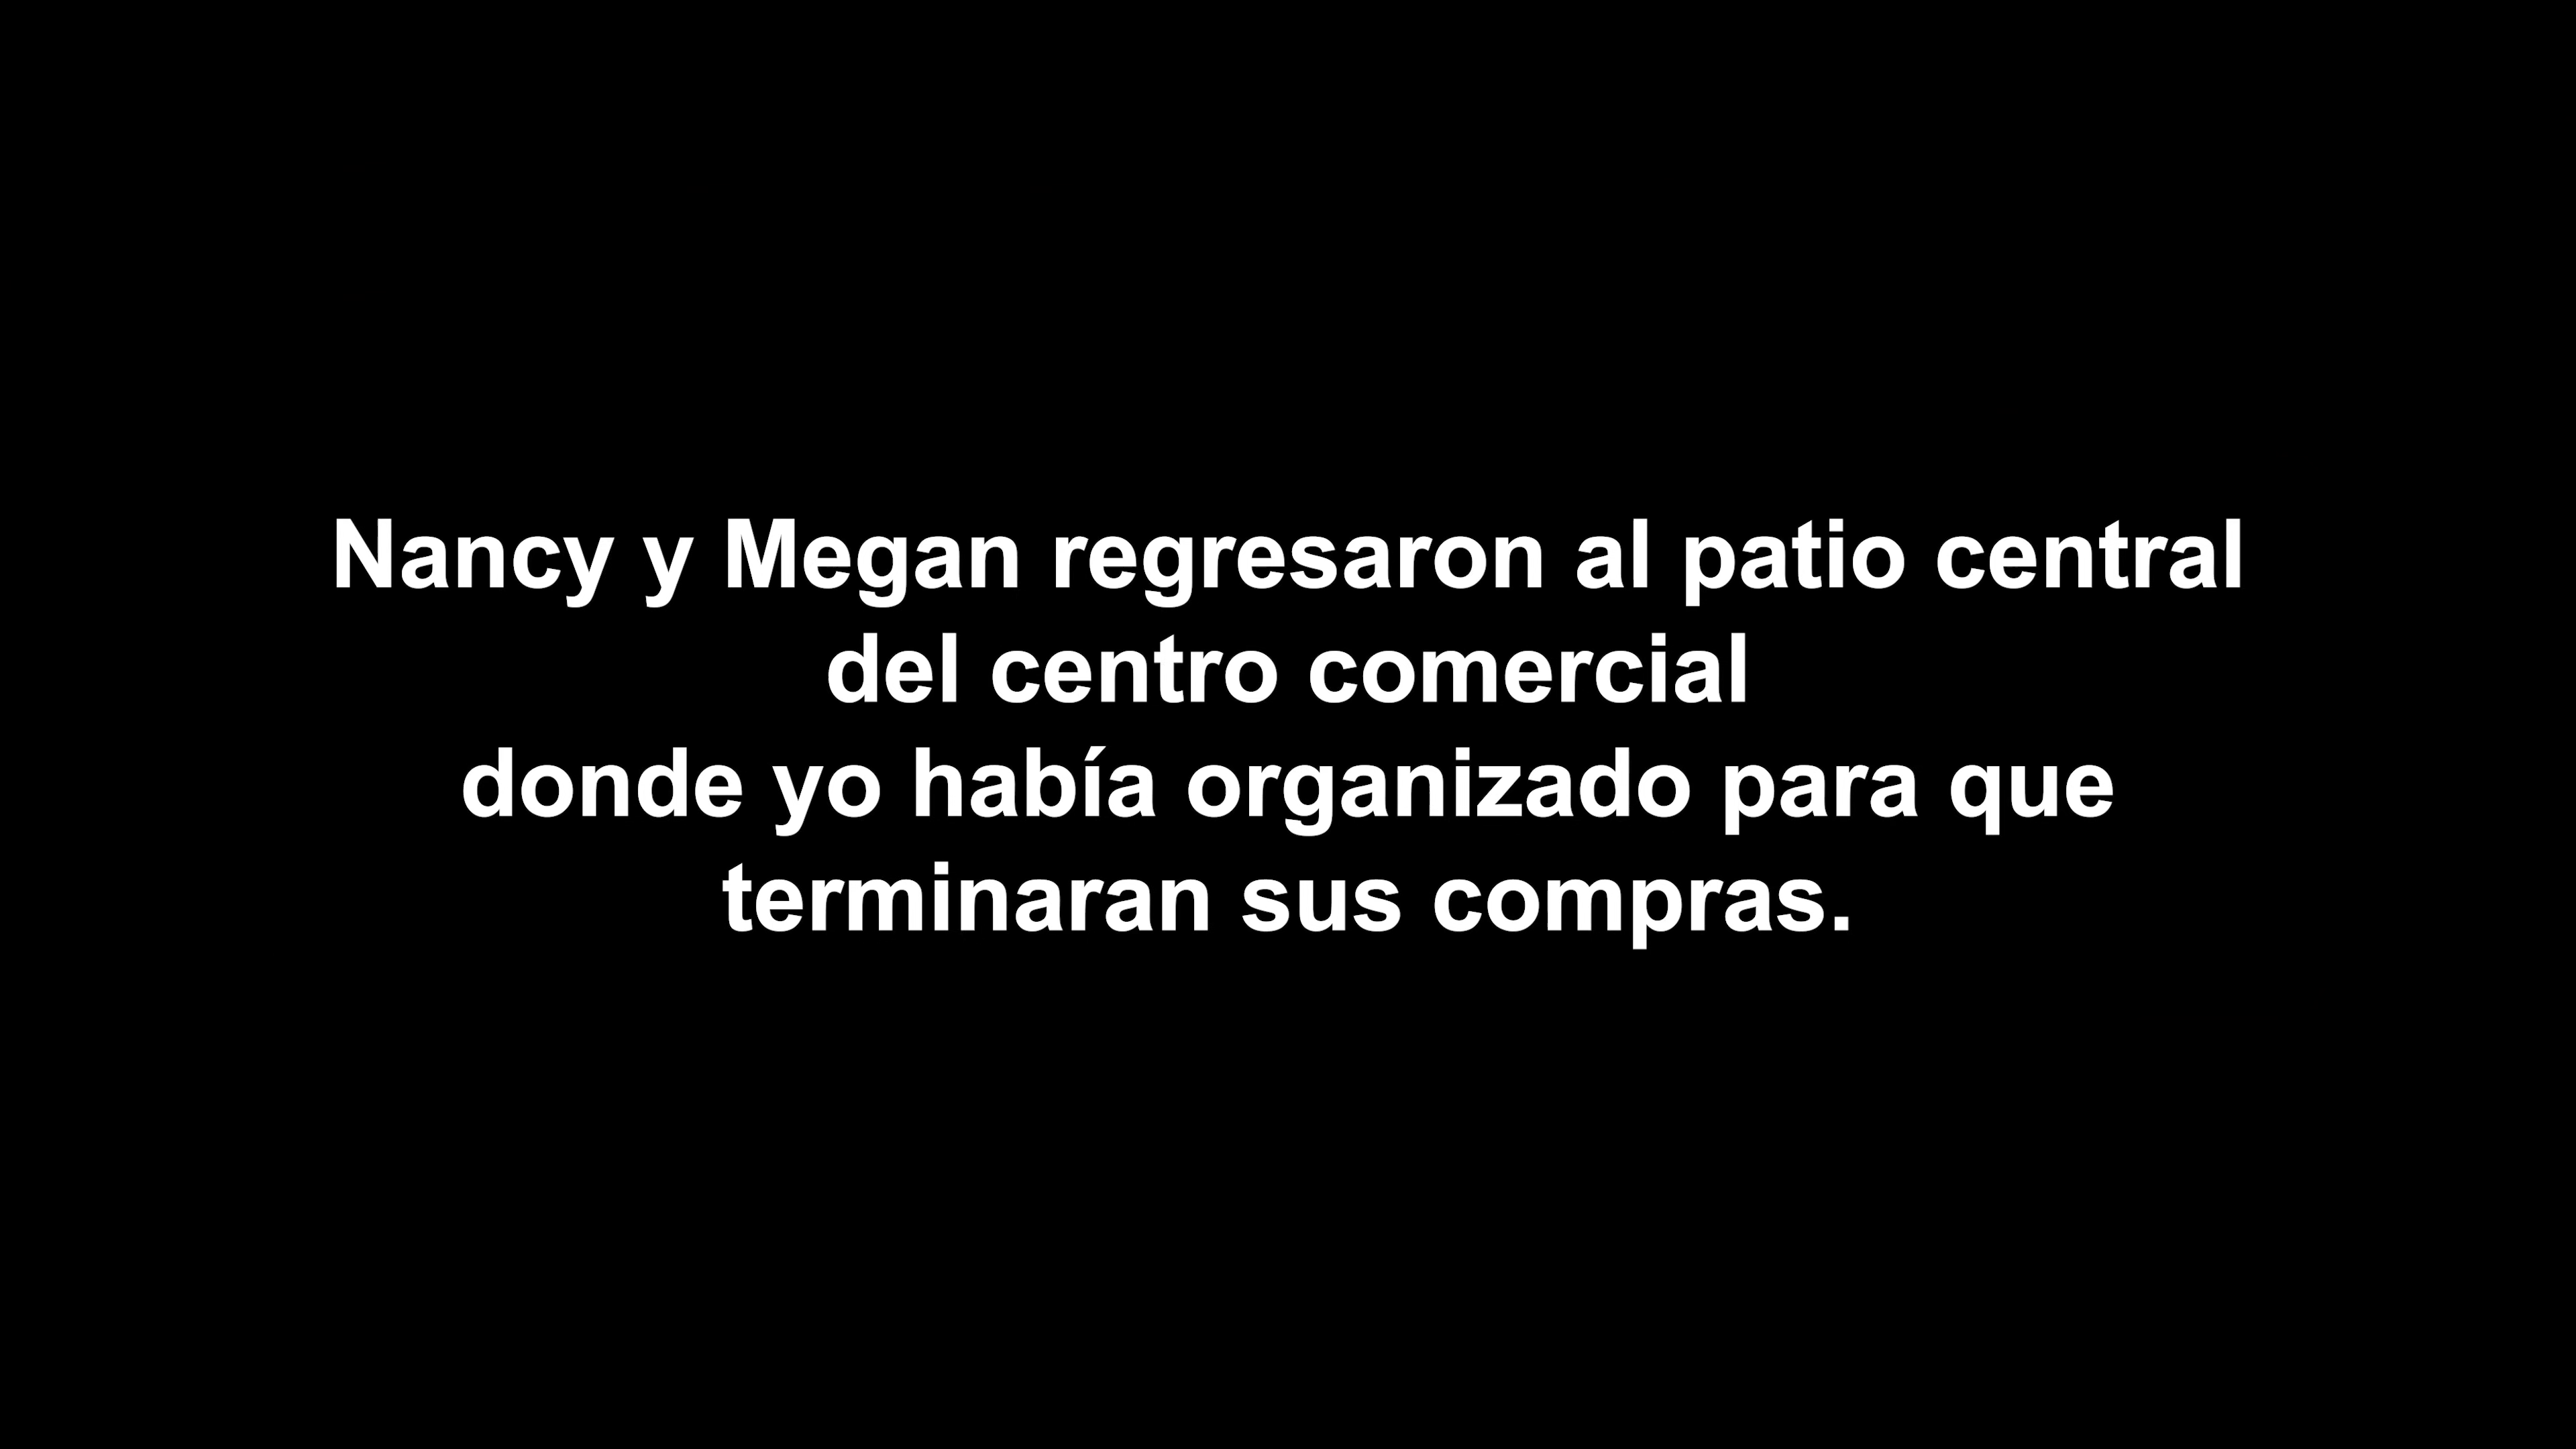 Nancy y Megan regresaron al patio central
del centro comercial
donde yo había organizado para que
terminaran sus compras.